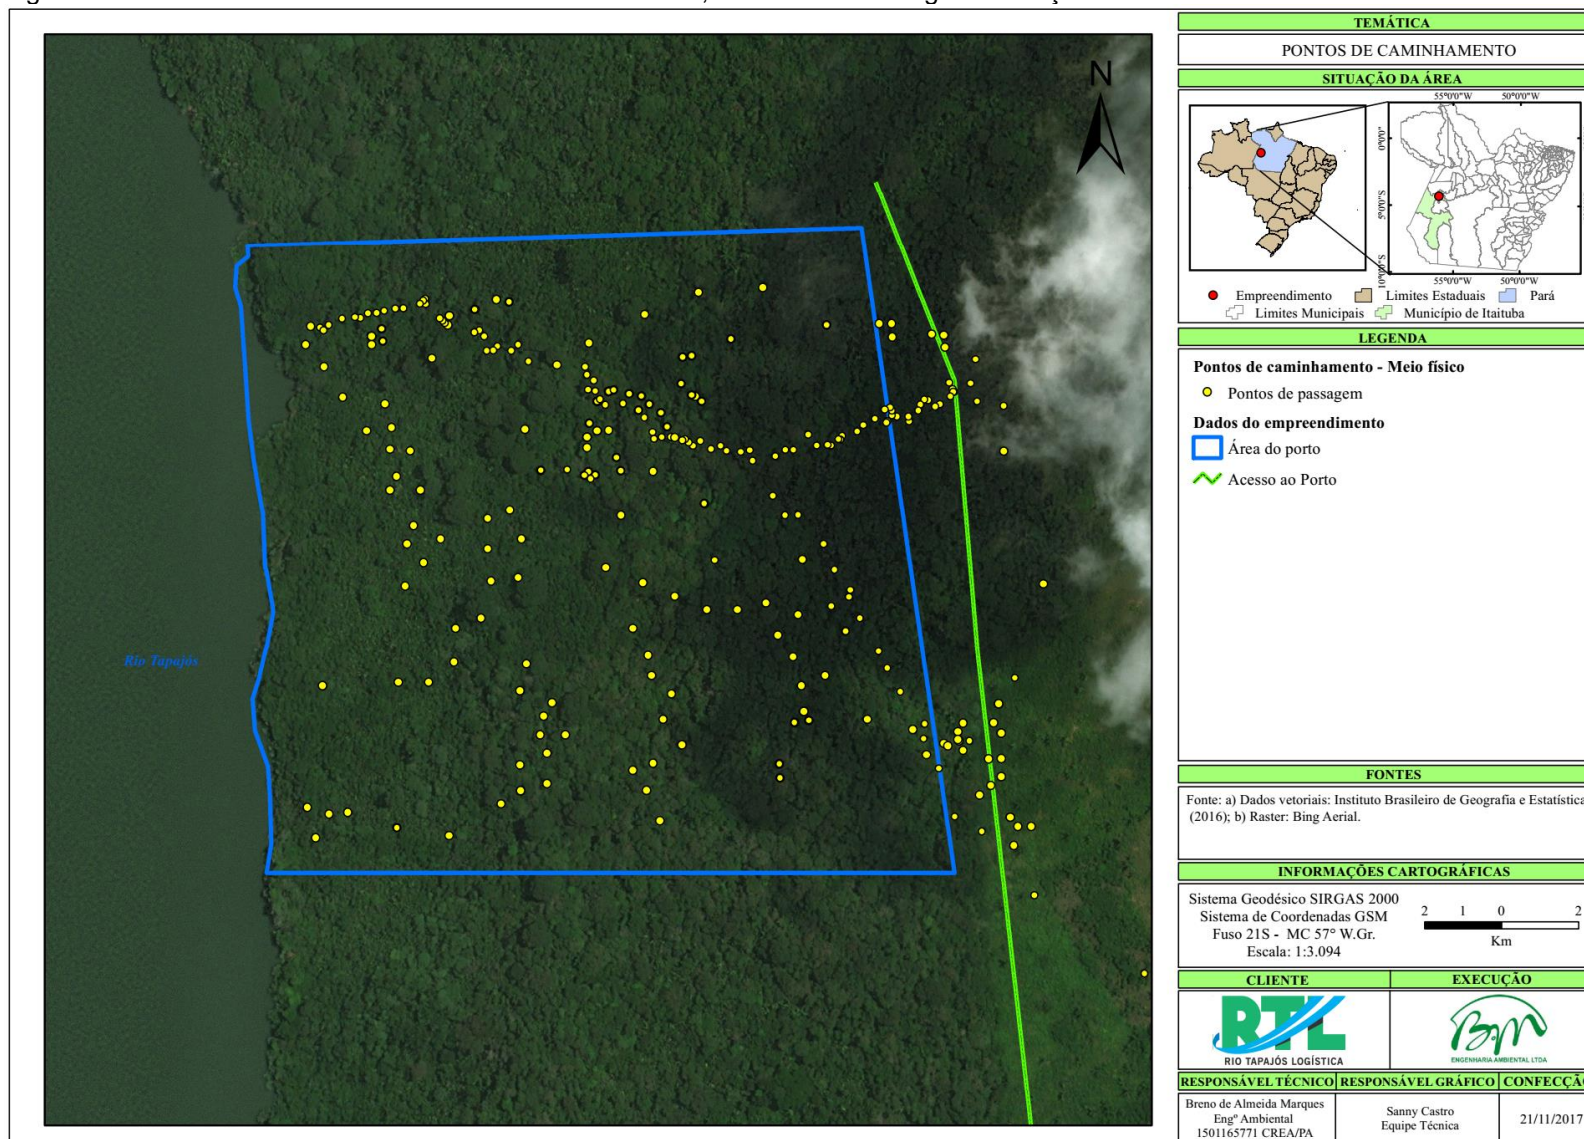 TEMÁTICA
PONTOS DE CAMINHAMENTO
SITUAÇÃO DA ÁREA
55°0'0"W 50°0'0"W
0°0'0"
5°0'0"S
10°0'0"S
55°0'0"W 50°0'0"W
Empreendimento Limites Estaduais Pará
Limites Municipais Município de Itaituba
LEGENDA
Pontos de caminhamento - Meio físico
Pontos de passagem
Dados do empreendimento
Área do porto
Acesso ao Porto
N
Rio Tapajós
FONTES
Fonte: a) Dados vetoriais: Instituto Brasileiro de Geografia e Estatística
(2016); b) Raster: Bing Aerial.
INFORMAÇÕES CARTOGRÁFICAS
Sistema Geodésico SIRGAS 2000
Sistema de Coordenadas GSM
Fuso 21S - MC 57° W.Gr.
Escala: 1:3.094
2 1 0 2
Km
CLIENTE EXECUÇÃO
RTL
RIO TAPAJÓS LOGÍSTICA
B.M
ENGENHARIA AMBIENTAL LTDA
RESPONSÁVEL TÉCNICO RESPONSÁVEL GRÁFICO CONFECÇÃO
Breno de Almeida Marques
Engº Ambiental
1501165771 CREA/PA
Sanny Castro
Equipe Técnica
21/11/2017